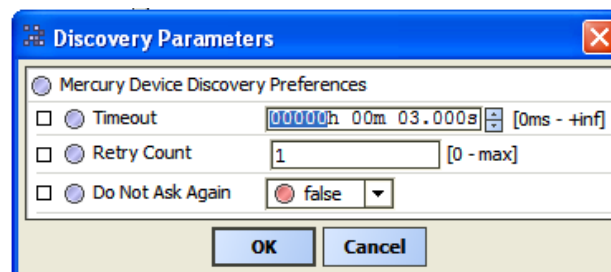 Discovery Parameters
Mercury Device Discovery Preferences
Timeout 00000h 00m 03.000s [0ms - +inf]
Retry Count 1 [0 - max]
Do Not Ask Again false
OK Cancel